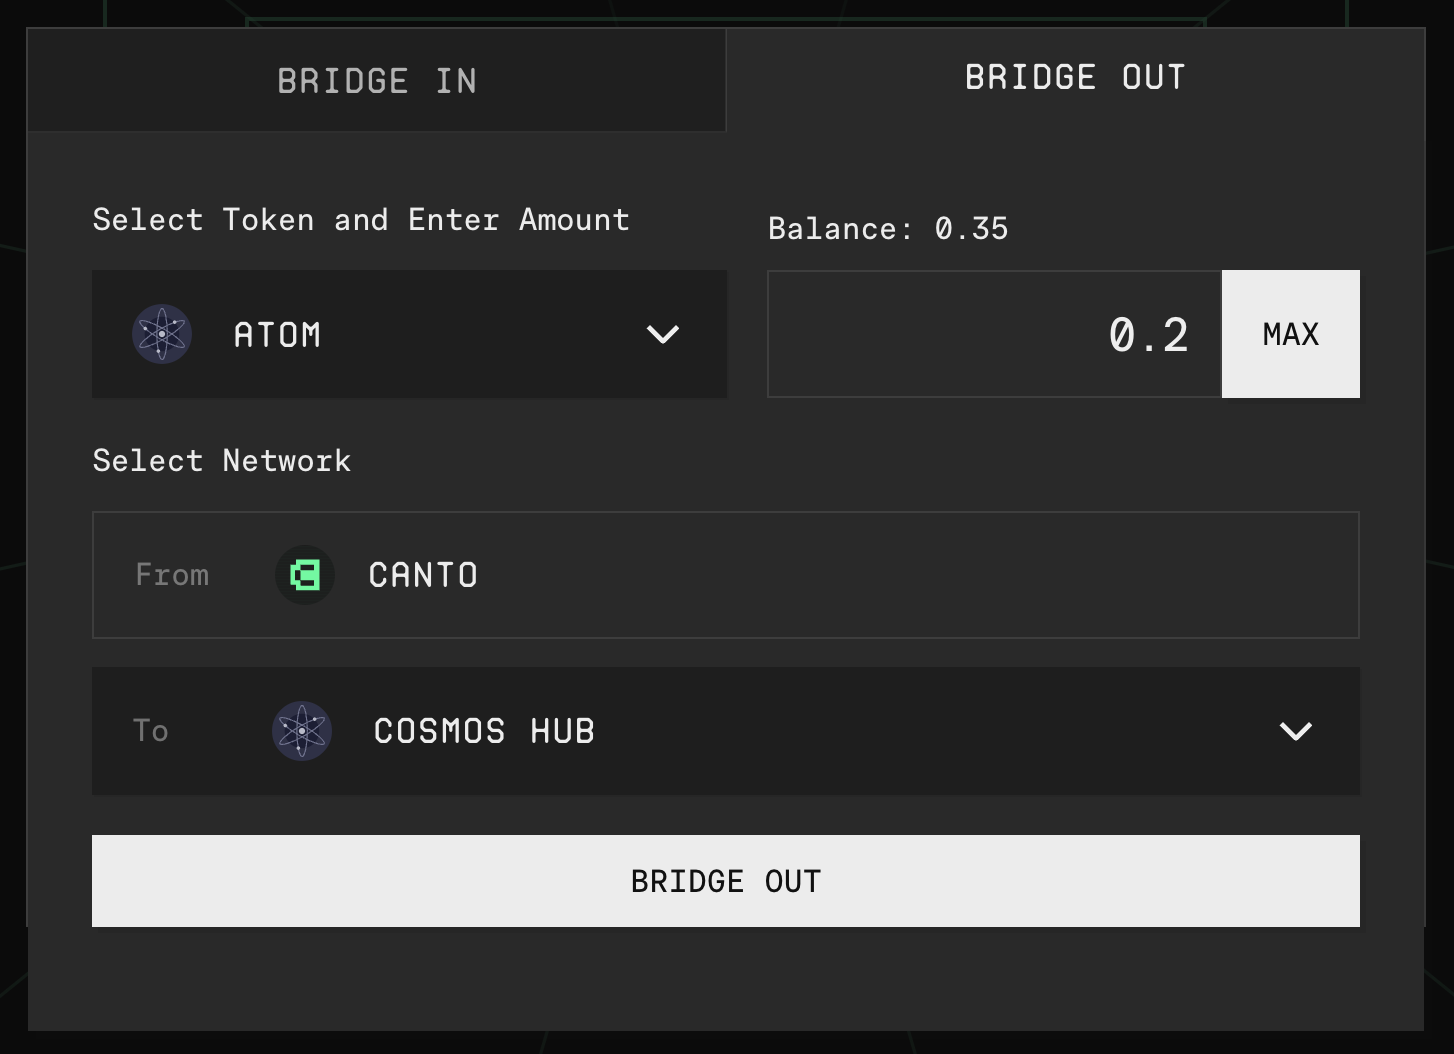 BRIDGE IN
BRIDGE OUT
Select Token and Enter Amount
Balance: 0.35
ATOM
0.2
MAX
Select Network
From CANTO
To COSMOS HUB
BRIDGE OUT